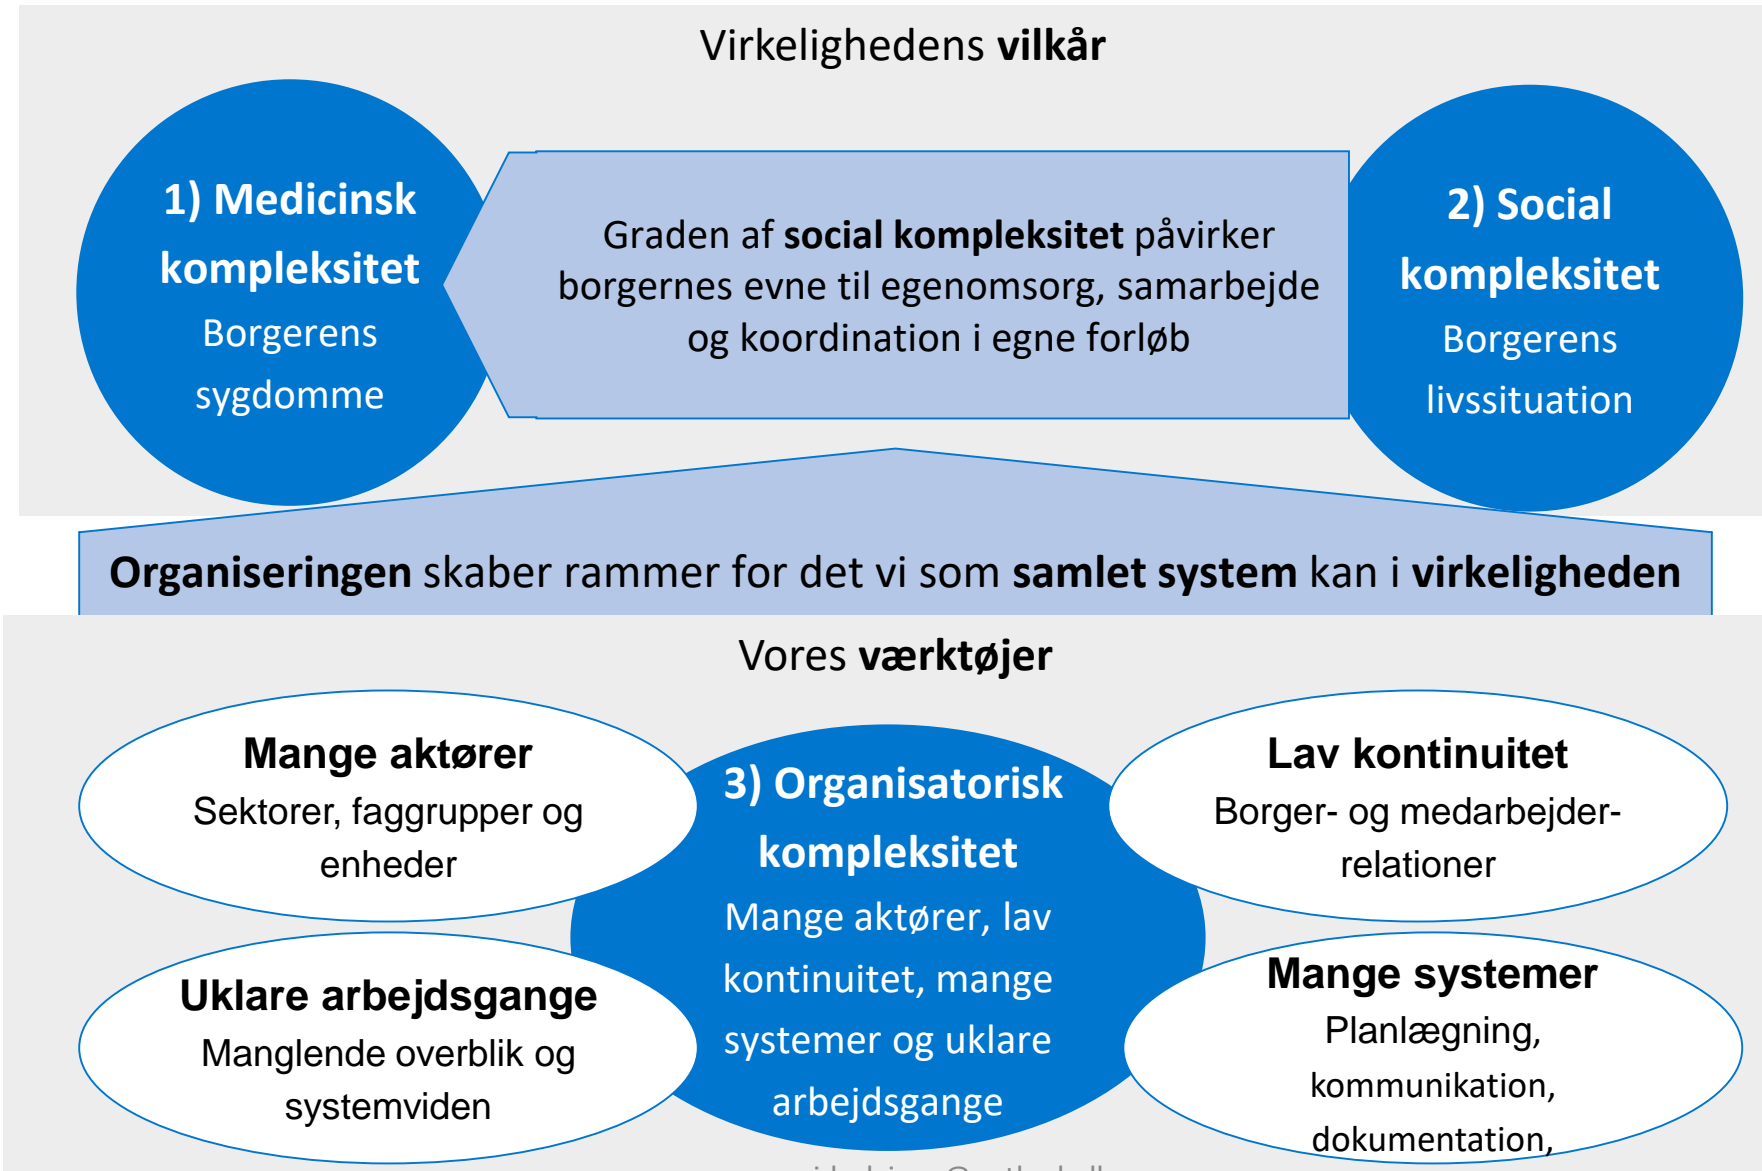 Virkelighedens vilkår
1) Medicinsk
kompleksitet
Borgerens
sygdomme
Graden af social kompleksitet påvirker
borgernes evne til egenomsorg, samarbejde
og koordination i egne forløb
2) Social
kompleksitet
Borgerens
livssituation
Organiseringen skaber rammer for det vi som samlet system kan i virkeligheden
Vores værktøjer
Mange aktører
Sektorer, faggrupper og
enheder
Uklare arbejdsgange
Manglende overblik og
systemviden
3) Organisatorisk
kompleksitet
Mange aktører, lav
kontinuitet, mange
systemer og uklare
arbejdsgange
Lav kontinuitet
Borger- og medarbejder-
relationer
Mange systemer
Planlægning,
kommunikation,
dokumentation,